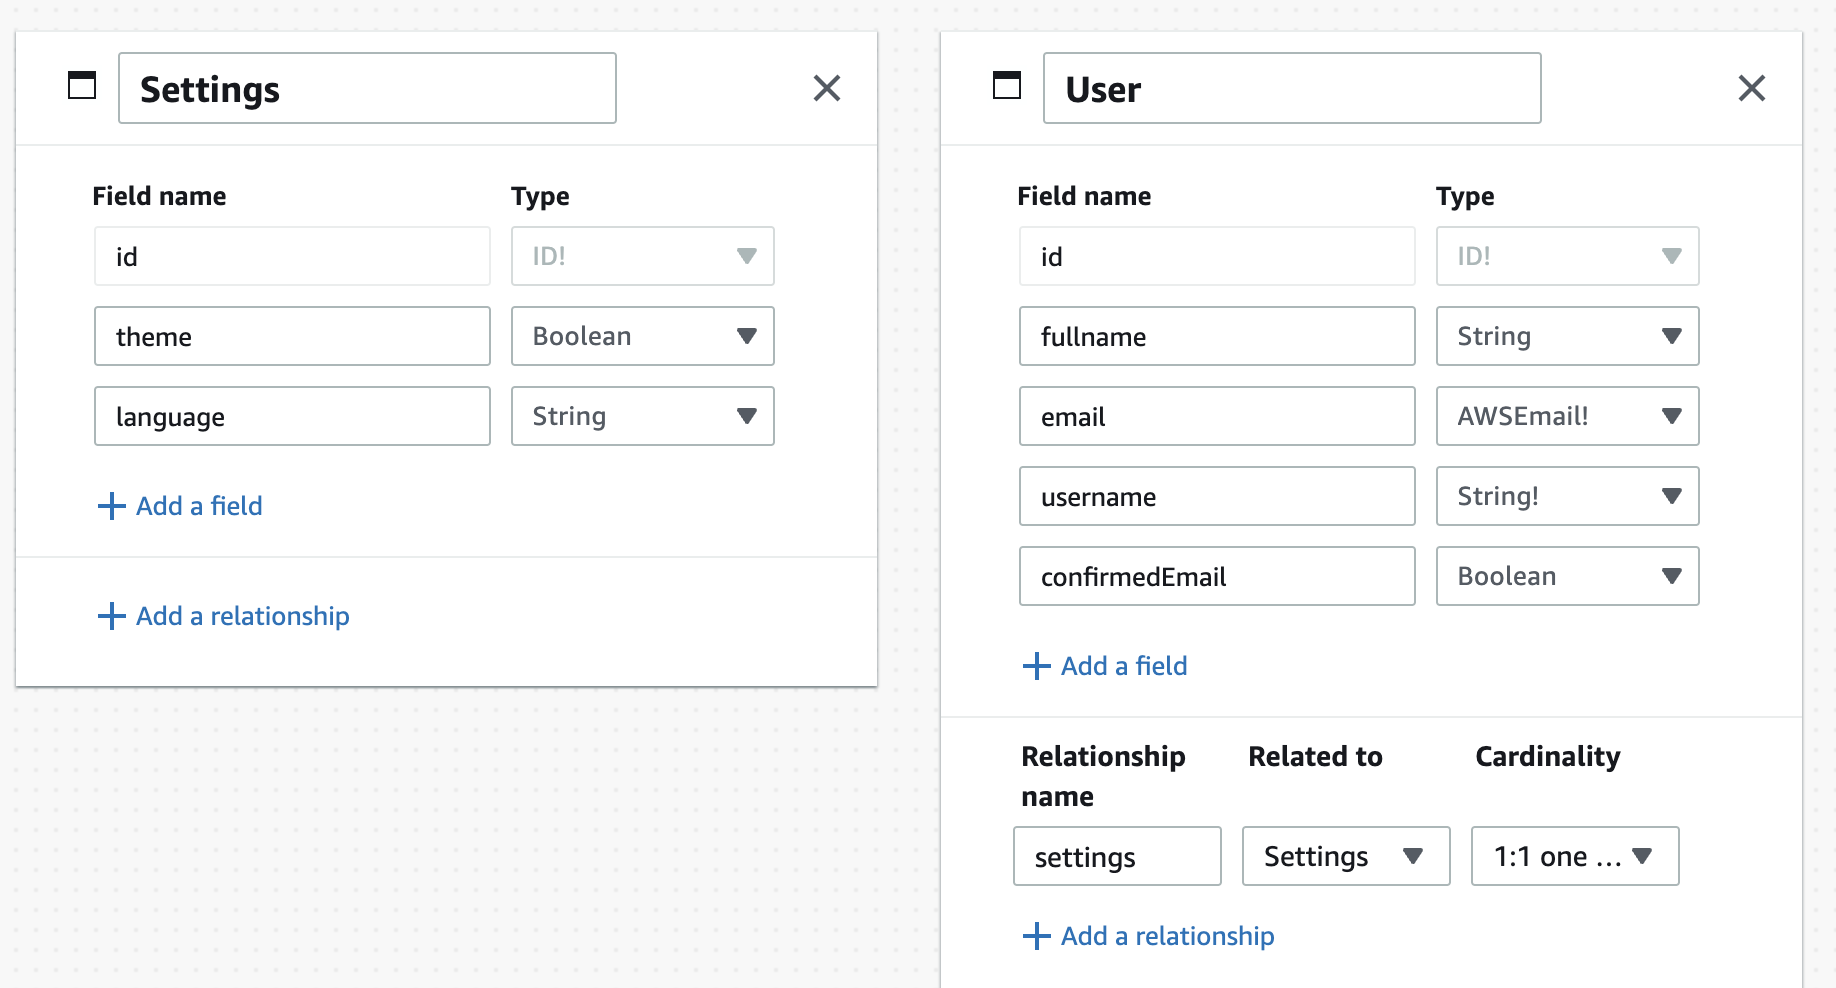 Settings
Field name Type
id ID!
theme Boolean
language String
Add a field
Add a relationship
User
Field name Type
id ID!
fullname String
email AWSEmail!
username String!
confirmedEmail Boolean
Add a field
Relationship name Related to Cardinality
settings Settings 1:1 one ...
Add a relationship